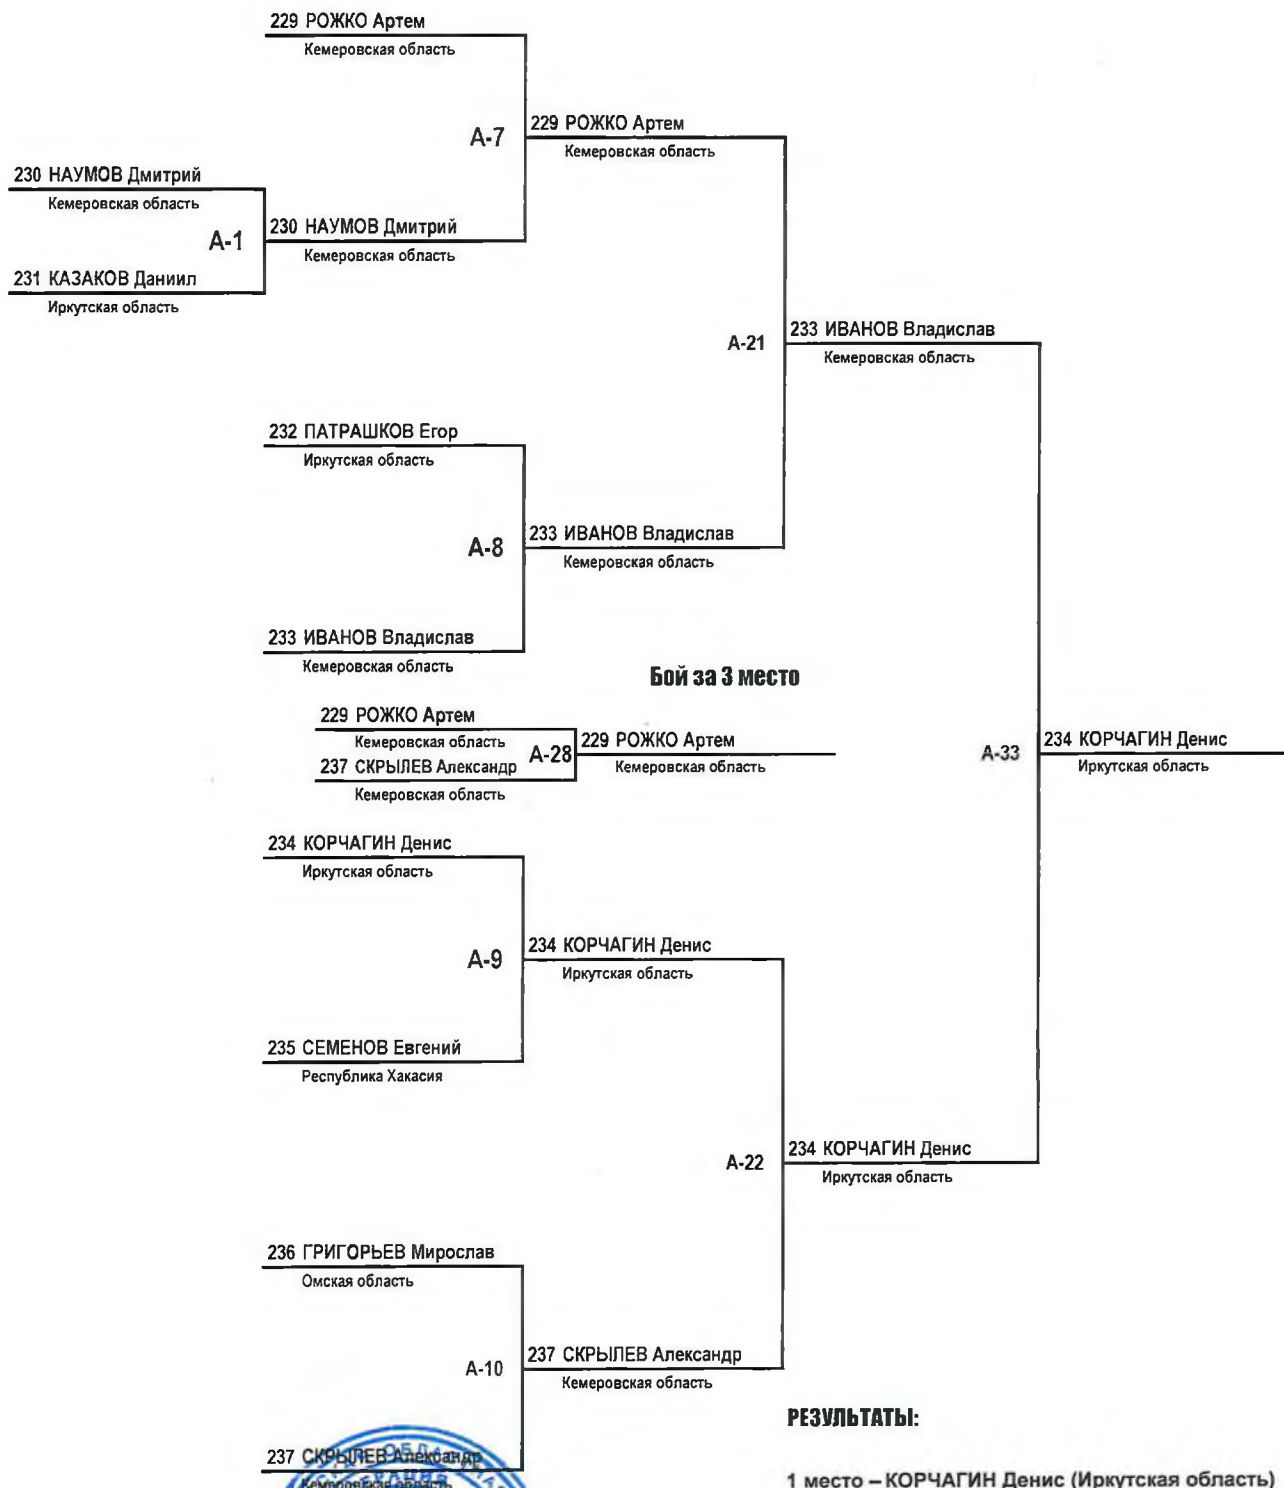 229 РОЖКО Артем
Кемеровская область
А-7
229 РОЖКО Артем
Кемеровская область
230 НАУМОВ Дмитрий
Кемеровская область
А-1
230 НАУМОВ Дмитрий
Кемеровская область
231 КАЗАКОВ Даниил
Иркутская область
А-21
233 ИВАНОВ Владислав
Кемеровская область
232 ПАТРАШКОВ Егор
Иркутская область
А-8
233 ИВАНОВ Владислав
Кемеровская область
233 ИВАНОВ Владислав
Кемеровская область
Бой за 3 место
229 РОЖКО Артем
Кемеровская область
А-28
229 РОЖКО Артем
Кемеровская область
237 СКРЫЛЕВ Александр
Кемеровская область
А-33
234 КОРЧАГИН Денис
Иркутская область
234 КОРЧАГИН Денис
Иркутская область
А-9
234 КОРЧАГИН Денис
Иркутская область
235 СЕМЕНОВ Евгений
Республика Хакасия
А-22
234 КОРЧАГИН Денис
Иркутская область
236 ГРИГОРЬЕВ Мирослав
Омская область
А-10
237 СКРЫЛЕВ Александр
Кемеровская область
РЕЗУЛЬТАТЫ:
237 СКРЫЛЕВ Александр
Кемеровская область
1 место – КОРЧАГИН Денис (Иркутская область)